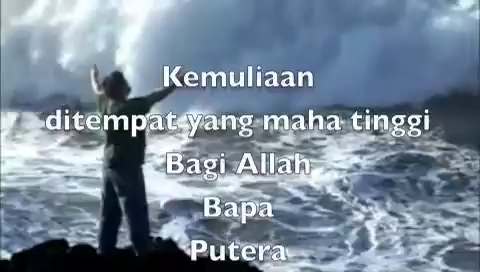 Kemuliaan
ditempat yang maha tinggi
Bagi Allah
Bapa
Putera